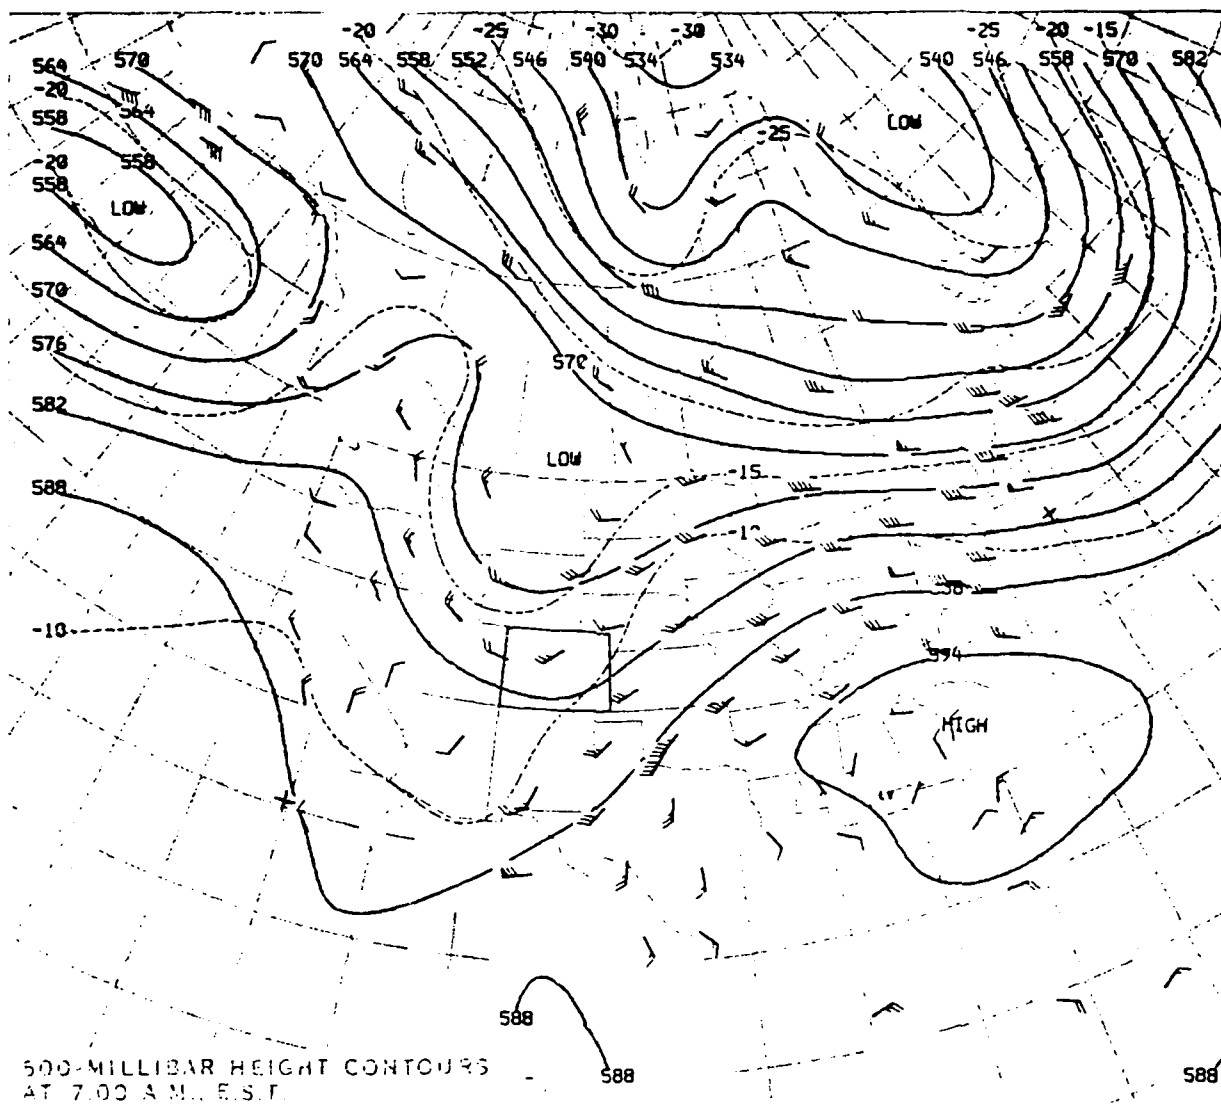 -20 -25 -30 -30 -25 -20 -15
564 570 570 564 558 552 546 540 534 534 540 546 558 570 582
-20 564
558 LOW
-25
-20 558
558
LOW
564
570
576
570
582
LOW
-15
588
-10
594
HIGH
588
588 588
500-MILLIBAR HEIGHT CONTOURS
AT 7:00 A.M., E.S.T.